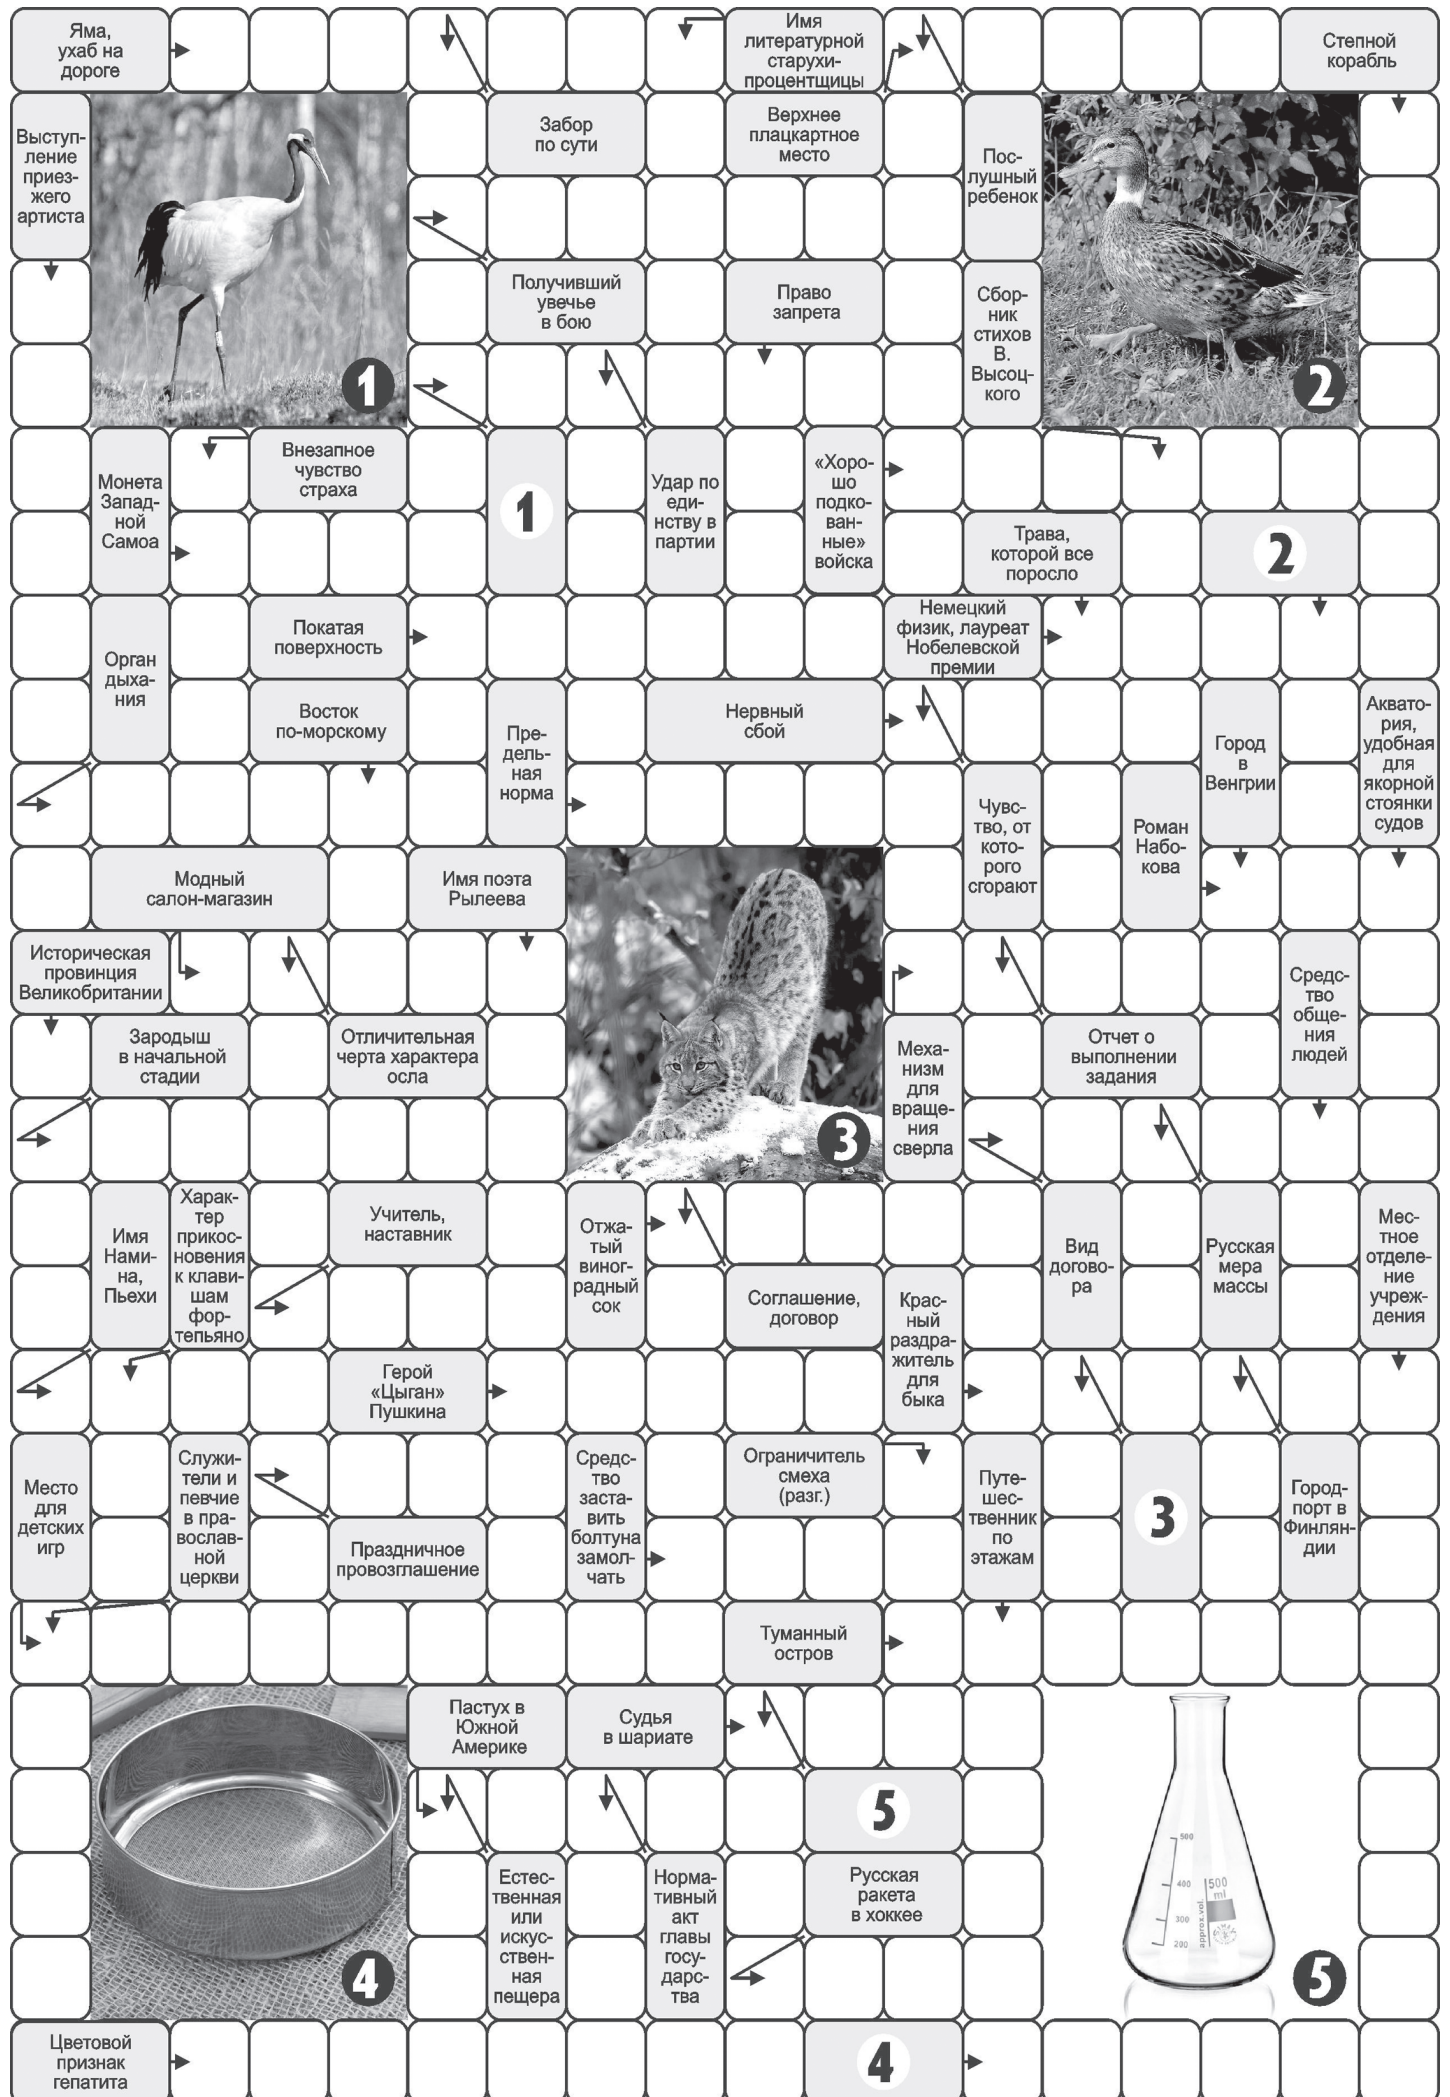 Яма,
ухаб на
дороге
Имя
литературной
старухи-
процентщицы
Степной
корабль
Выступ-
ление
приез-
жего
артиста
Забор
по сути
Верхнее
плацкартное
место
Пос-
лушный
ребенок
Получивший
увечье
в бою
Право
запрета
Сбор-
ник
стихов
В.
Высоц-
кого
1
2
Монета
Запад-
ной
Самоа
Внезапное
чувство
страха
1
Удар по
еди-
нству в
партии
«Хоро-
шо
подко-
ван-
ные»
войска
Трава,
которой все
поросло
2
Орган
дыха-
ния
Покатая
поверхность
Немецкий
физик, лауреат
Нобелевской
премии
Восток
по-морскому
Пре-
дель-
ная
норма
Нервный
сбой
Город
в
Венгрии
Аквато-
рия,
удобная
для
якорной
стоянки
судов
Чувс-
тво, от
кото-
рого
сгорают
Роман
Набо-
кова
Модный
салон-магазин
Имя поэта
Рылеева
Историческая
провинция
Великобритании
Средс-
тво
обще-
ния
людей
Зародыш
в начальной
стадии
Отличительная
черта характера
осла
Меха-
низм
для
враще-
ния
сверла
Отчет о
выполнении
задания
3
Имя
Нами-
на,
Пьехи
Харак-
тер
прикос-
новения
к клави-
шам
фор-
тепьяно
Учитель,
наставник
Отжа-
тый
виног-
радный
сок
Соглашение,
договор
Крас-
ный
раздра-
житель
для
быка
Вид
догово-
ра
Русская
мера
массы
Мес-
тное
отделе-
ние
учреж-
дения
Герой
«Цыган»
Пушкина
Место
для
детских
игр
Служи-
тели и
певчие
в пра-
вослав-
ной
церкви
Средс-
тво
заста-
вить
болтуна
замол-
чать
Ограничитель
смеха
(разг.)
Путе-
шес-
твенник
по
этажам
3
Город-
порт в
Финлян-
дии
Праздничное
провозглашение
Туманный
остров
Пастух в
Южной
Америке
Судья
в шариате
5
Естес-
твенная
или
искус-
ствен-
ная
пещера
Норма-
тивный
акт
главы
госу-
дарс-
тва
Русская
ракета
в хоккее
500
400
300
200
500
ml
approx.vol.
4
5
Цветовой
признак
гепатита
4